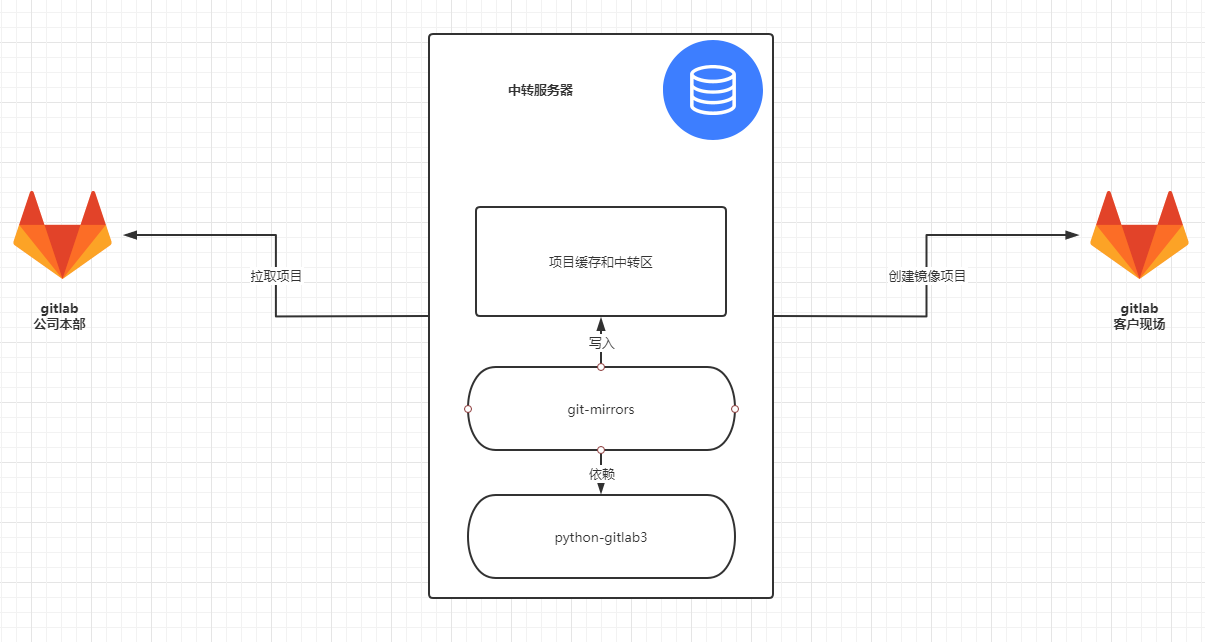 中转服务器
项目缓存和中转区
拉取项目
创建镜像项目
gitlab
公司本部
gitlab
客户现场
写入
git-mirrors
依赖
python-gitlab3